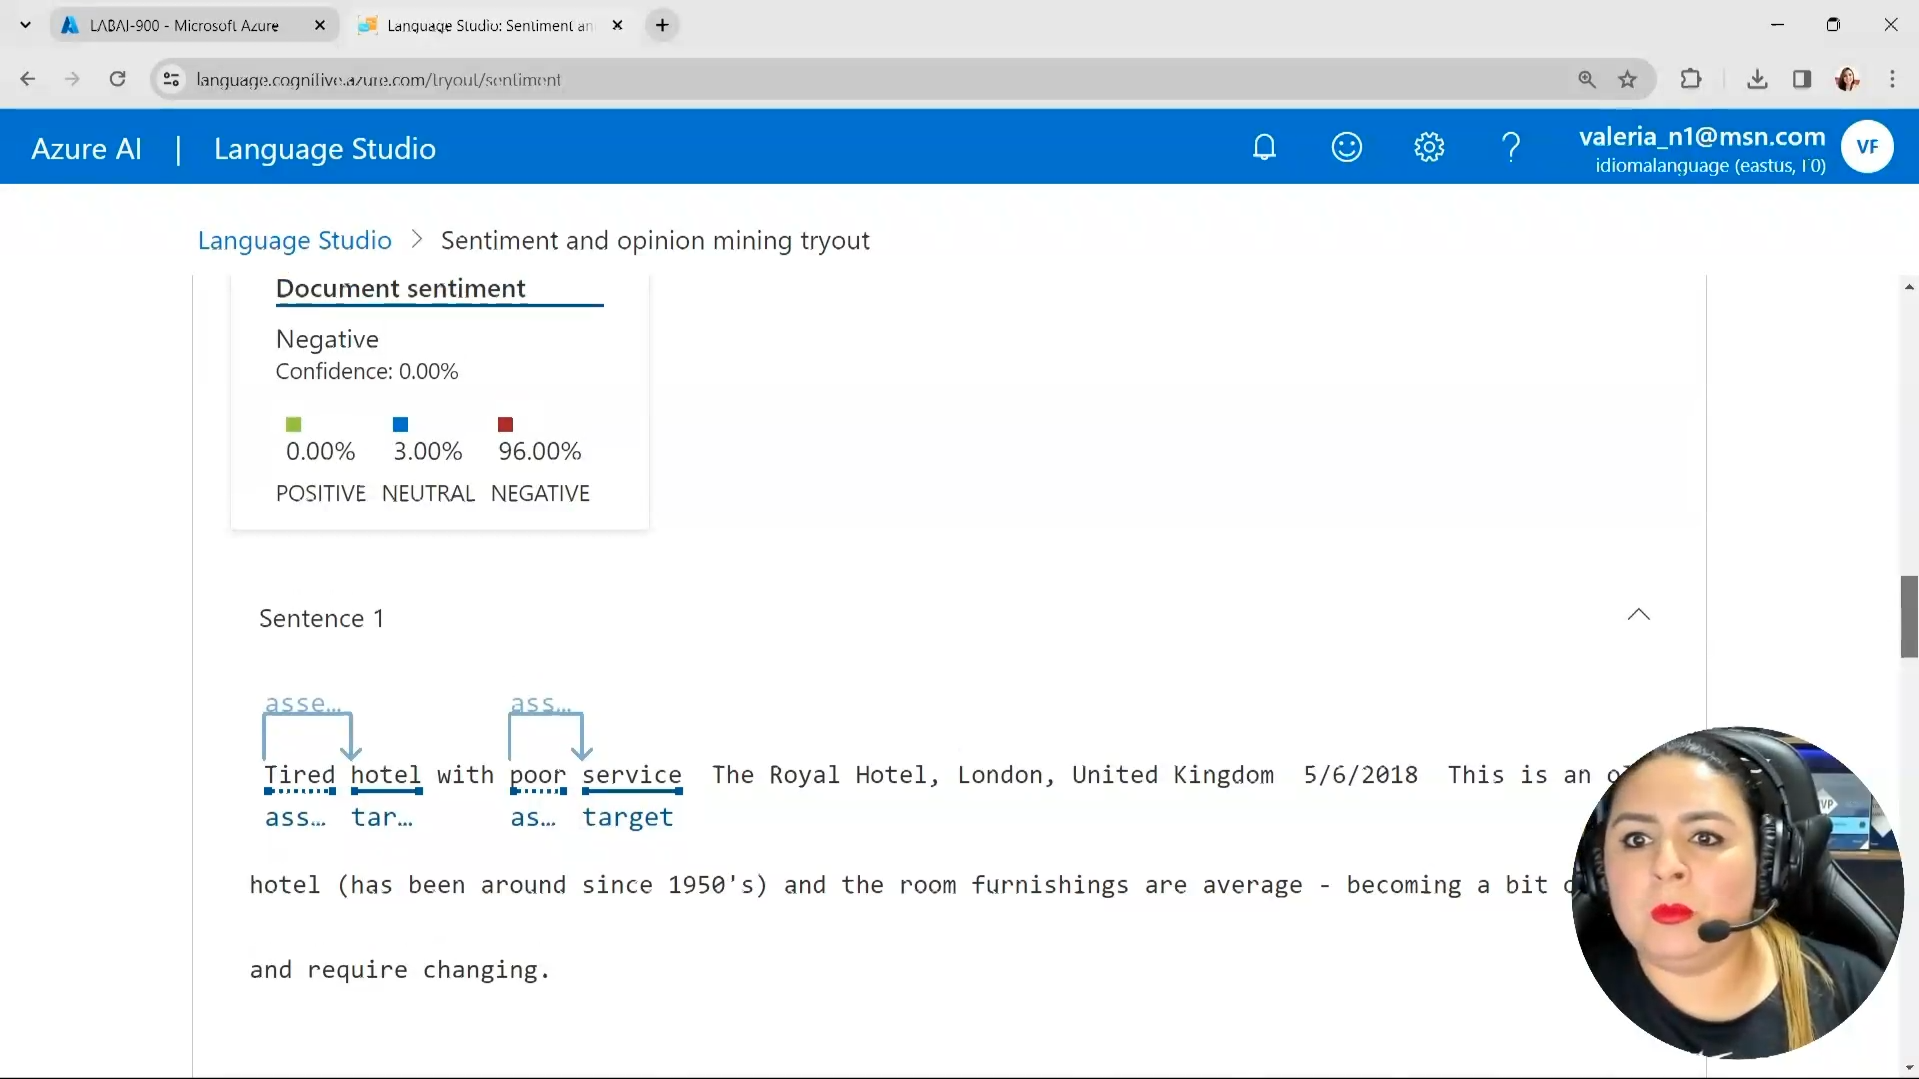 LABAI-900 - Microsoft Azure
Language Studio: Sentiment an
language.cognitive.azure.com/tryout/sentiment
Azure AI | Language Studio
valeria_n1@msn.com
idiomalanguage (eastus, F0)
VF
Language Studio > Sentiment and opinion mining tryout
Document sentiment
Negative
Confidence: 0.00%
0.00% 3.00% 96.00%
POSITIVE NEUTRAL NEGATIVE
Sentence 1
asse… ass…
Tired hotel with poor service The Royal Hotel, London, United Kingdom 5/6/2018 This is an
ass… tar… as… target
hotel (has been around since 1950's) and the room furnishings are average - becoming a bit
and require changing.